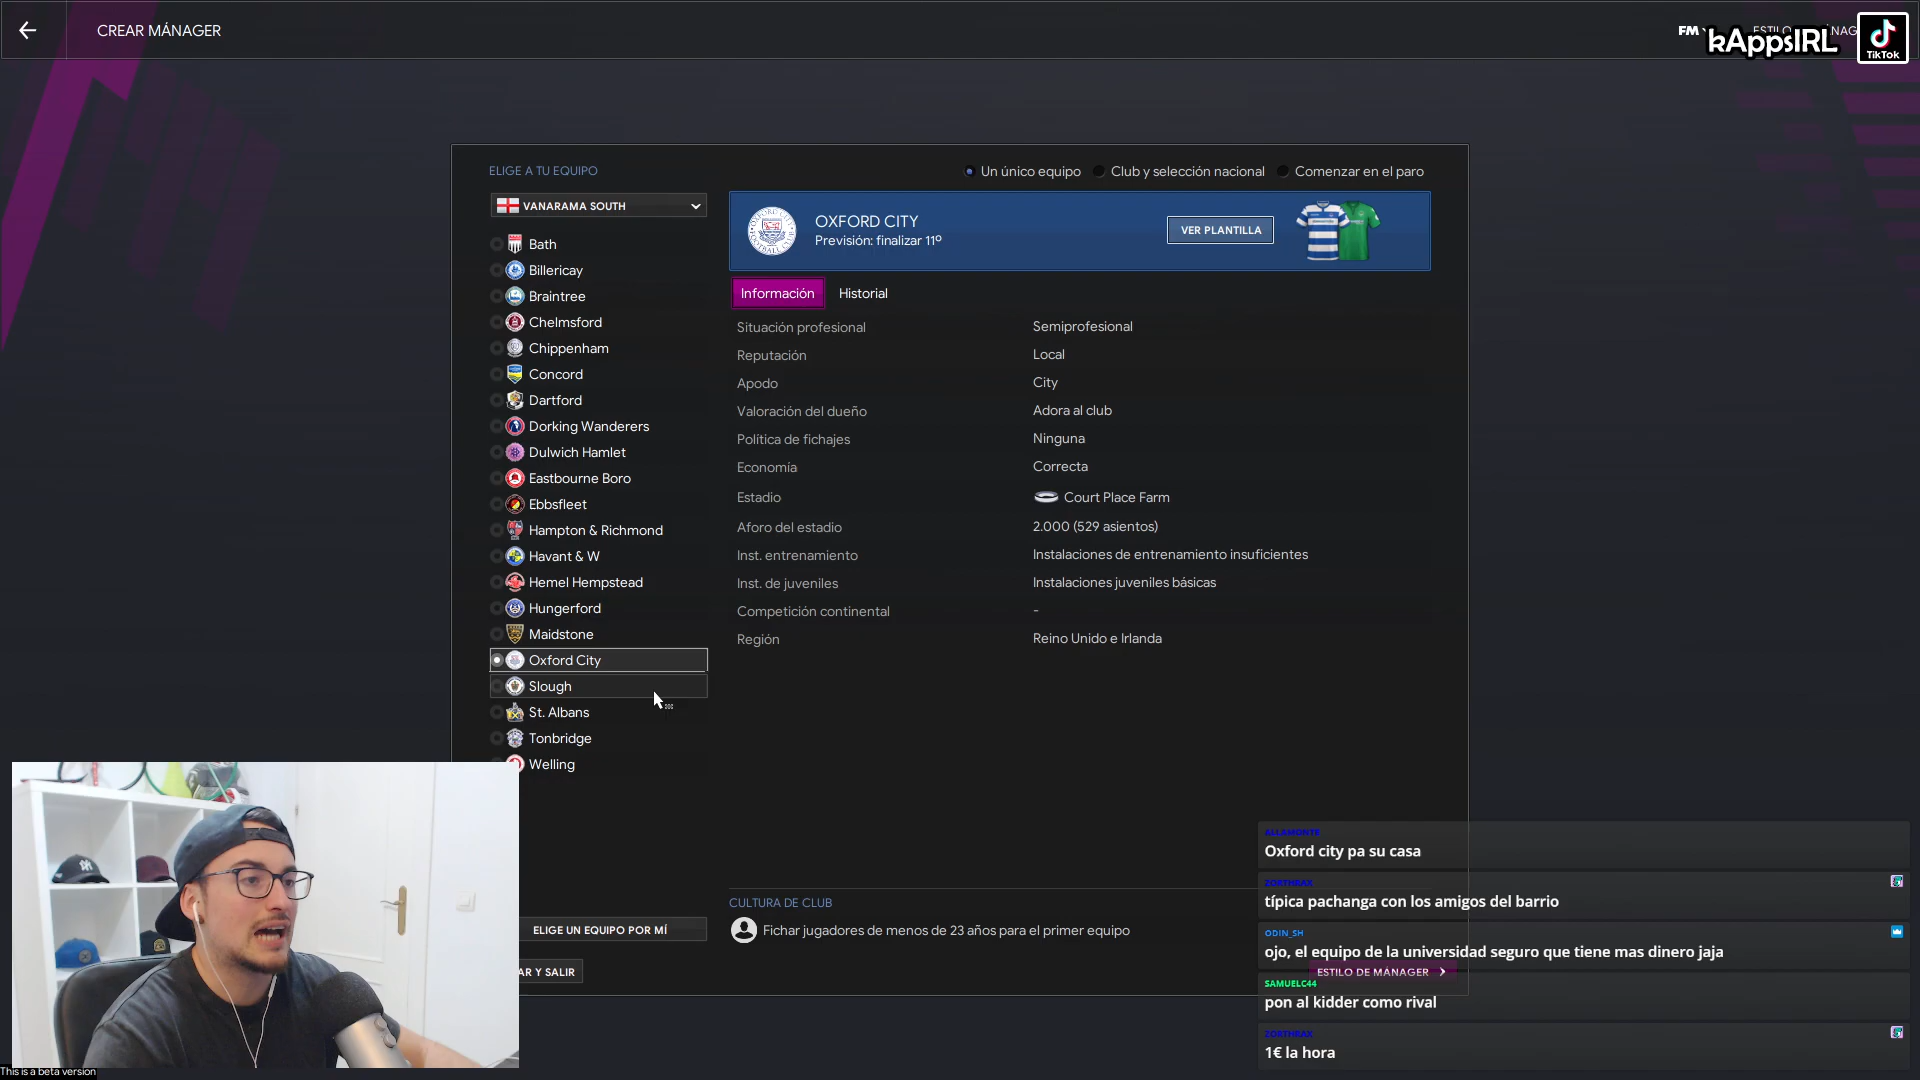 CREAR MÁNAGER
FM
ESTILO
kAppsIRL
TikTok
ELIGE A TU EQUIPO
Un único equipo
Club y selección nacional
Comenzar en el paro
VANARAMA SOUTH
Bath
Billericay
Braintree
Chelmsford
Chippenham
Concord
Dartford
Dorking Wanderers
Dulwich Hamlet
Eastbourne Boro
Ebbsfleet
Hampton & Richmond
Havant & W
Hemel Hempstead
Hungerford
Maidstone
Oxford City
Slough
St. Albans
Tonbridge
Welling
OXFORD CITY
Previsión: finalizar 11º
VER PLANTILLA
Información
Historial
Situación profesional Semiprofesional
Reputación Local
Apodo City
Valoración del dueño Adora al club
Política de fichajes Ninguna
Economía Correcta
Estadio Court Place Farm
Aforo del estadio 2.000 (529 asientos)
Inst. entrenamiento Instalaciones de entrenamiento insuficientes
Inst. de juveniles Instalaciones juveniles básicas
Competición continental -
Región Reino Unido e Irlanda
CULTURA DE CLUB
Fichar jugadores de menos de 23 años para el primer equipo
ELIGE UN EQUIPO POR MÍ
AR Y SALIR
ESTILO DE MÁNAGER
ALLAMONTE
Oxford city pa su casa
ZORTHRAX
típica pachanga con los amigos del barrio
ODIN_SH
ojo, el equipo de la universidad seguro que tiene mas dinero jaja
SAMUELC44
pon al kidder como rival
ZORTHRAX
1€ la hora
This is a beta version